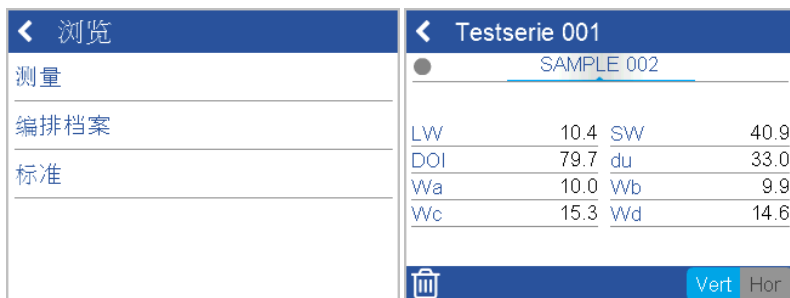 浏览
测量
编排档案
标准
Testserie 001
SAMPLE 002
LW 10.4 SW 40.9
DOI 79.7 du 33.0
Wa 10.0 Wb 9.9
Wc 15.3 Wd 14.6
Vert Hor